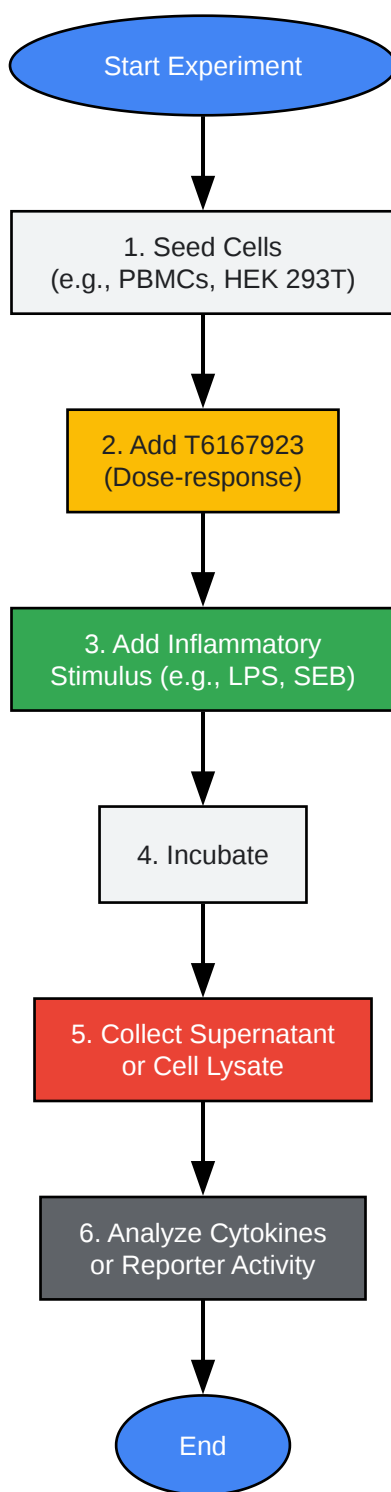 Start Experiment
1. Seed Cells
(e.g., PBMCs, HEK 293T)
2. Add T6167923
(Dose-response)
3. Add Inflammatory
Stimulus (e.g., LPS, SEB)
4. Incubate
5. Collect Supernatant
or Cell Lysate
6. Analyze Cytokines
or Reporter Activity
End